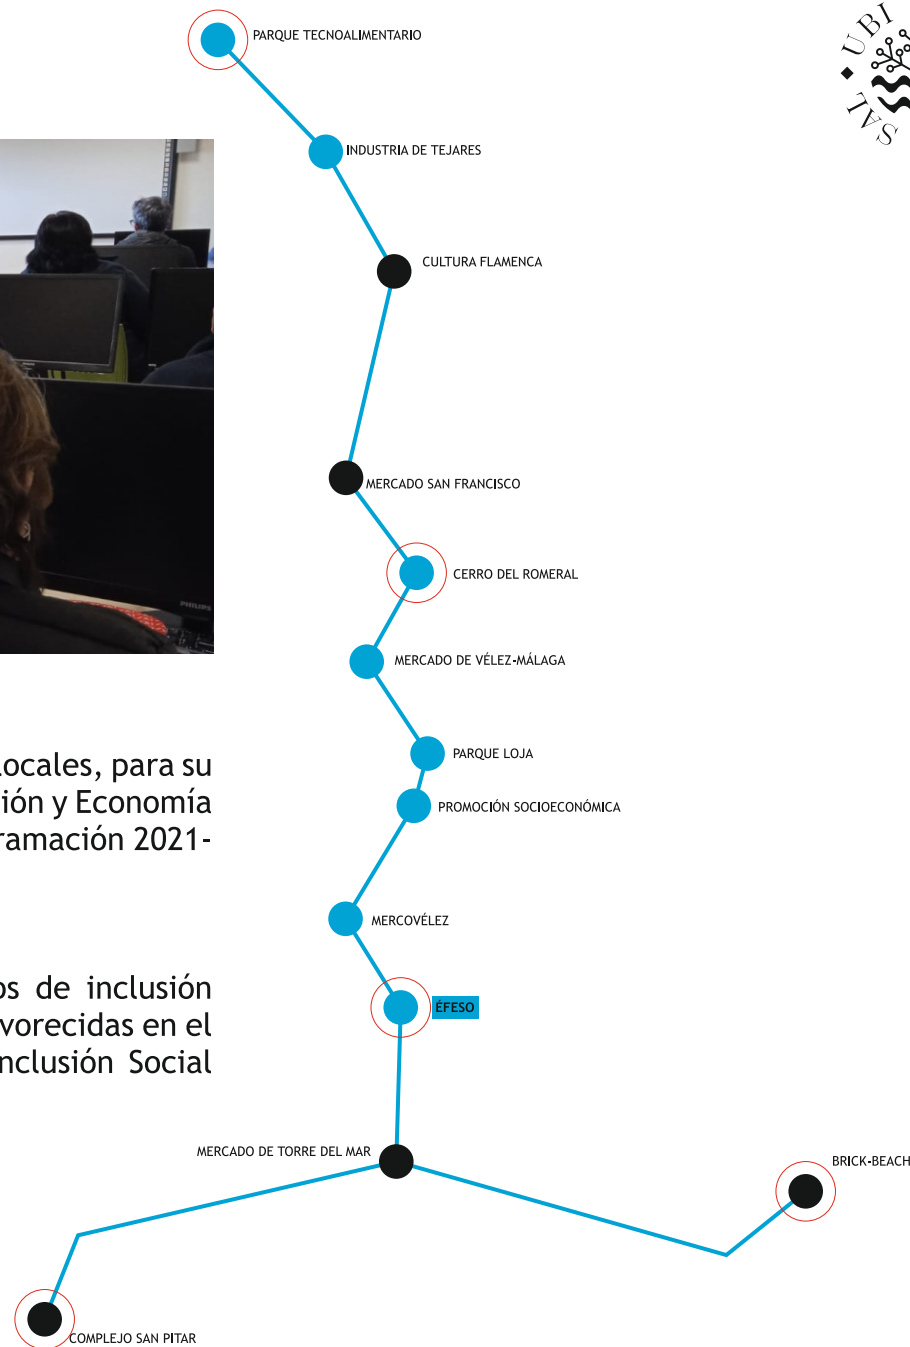 PARQUE TECNOALIMENTARIO
UBI
SAL
INDUSTRIA DE TEJARES
CULTURA FLAMENCA
MERCADO SAN FRANCISCO
CERRO DEL ROMERAL
PHILIPS
MERCADO DE VÉLEZ-MÁLAGA
PARQUE LOJA
PROMOCIÓN SOCIOECONÓMICA
MERCOVÉLEZ
ÉFESO
MERCADO DE TORRE DEL MAR
BRICK-BEACH
COMPLEJO SAN PITAR
locales, para su
ión y Economía
ramación 2021-
os de inclusión
vorecidas en el
nclusión Social